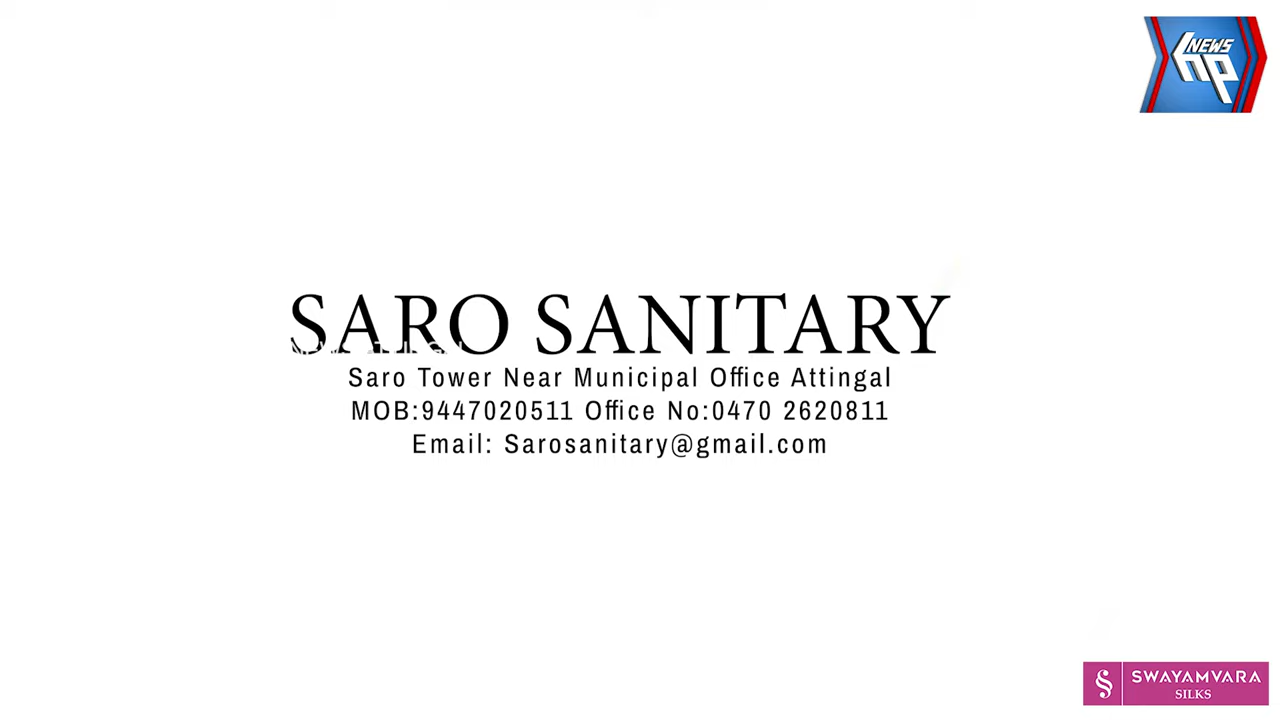 NEWS
hp
SARO SANITARY
Saro Tower Near Municipal Office Attingal
MOB:9447020511 Office No:0470 2620811
Email: Sarosanitary@gmail.com
SWAYAMVARA
SILKS